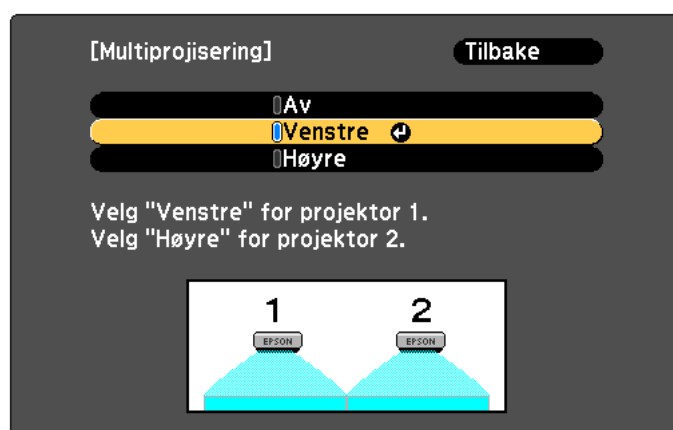 [Multiprojisering] Tilbake
Av
Venstre
Høyre
Velg "Venstre" for projektor 1.
Velg "Høyre" for projektor 2.
1 2
EPSON EPSON